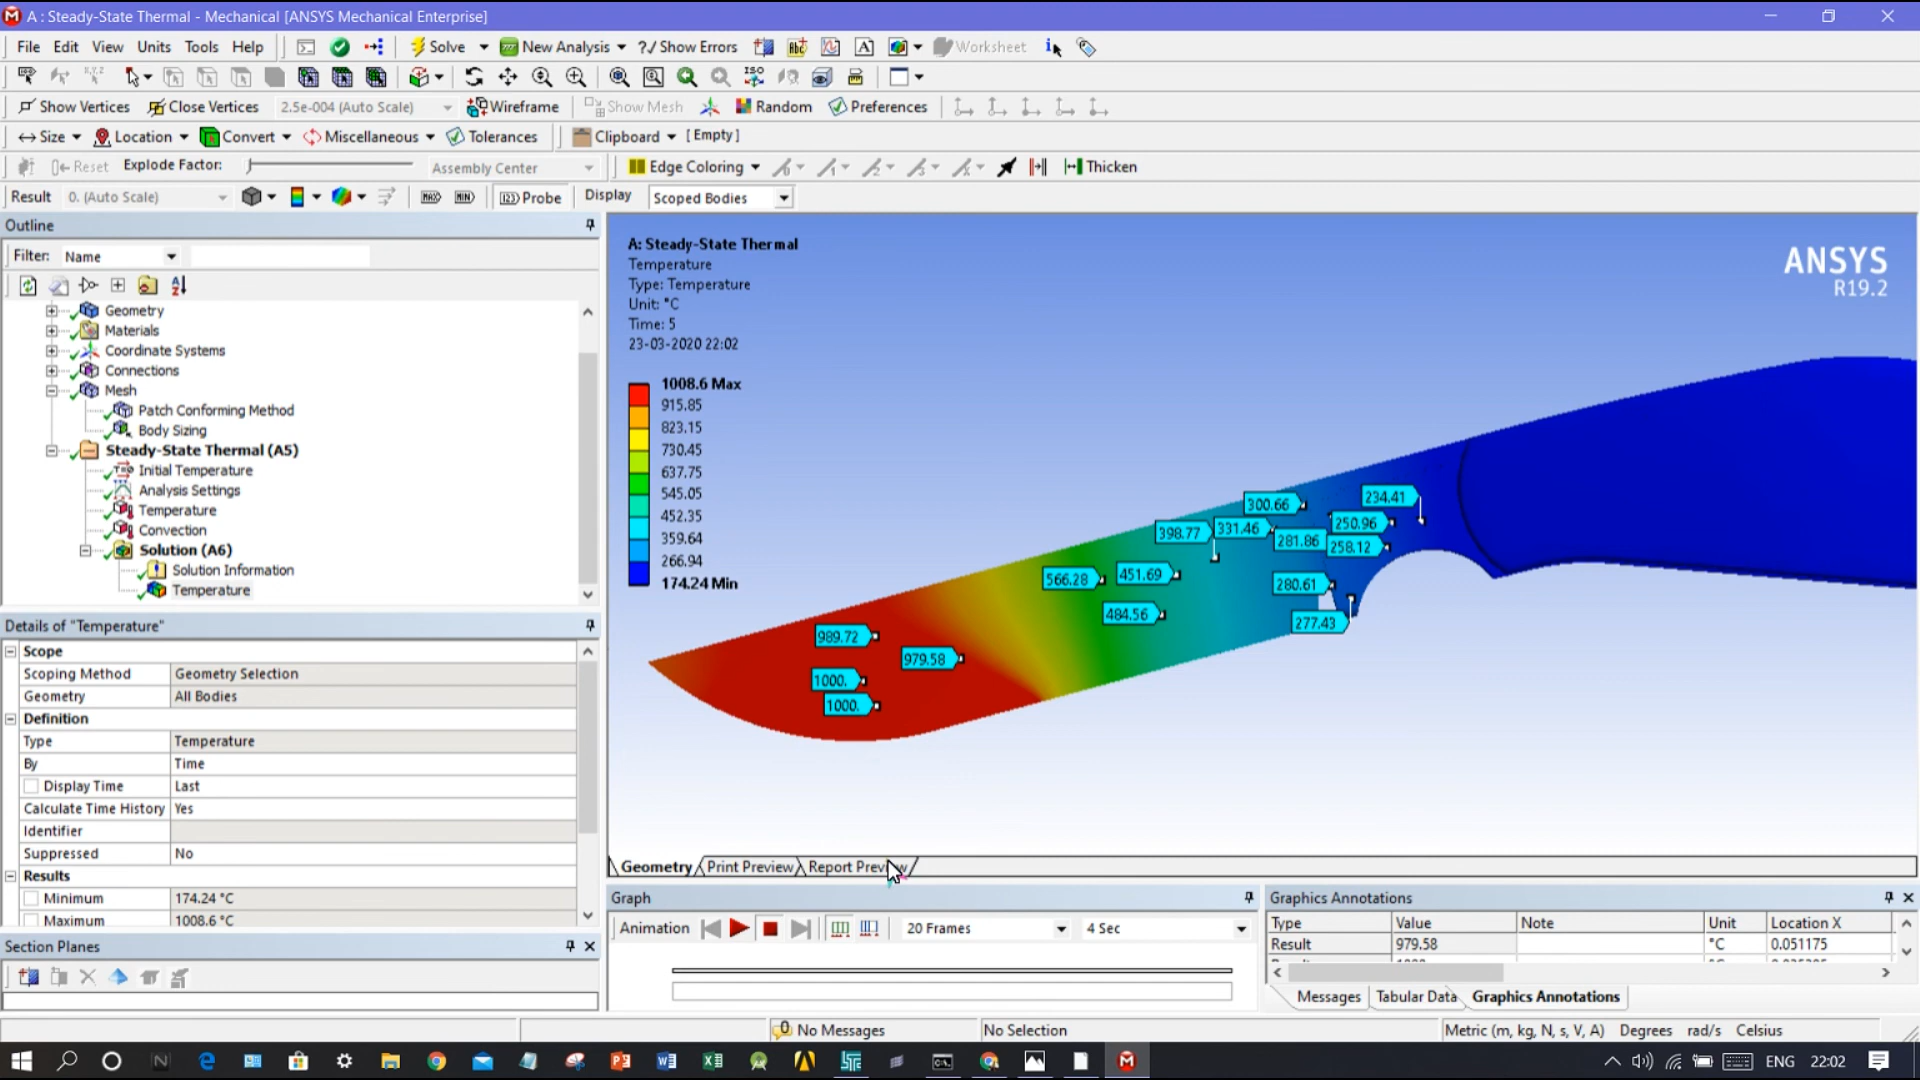 A : Steady-State Thermal - Mechanical [ANSYS Mechanical Enterprise]
File Edit View Units Tools Help Solve New Analysis ?/ Show Errors Worksheet
Show Vertices Close Vertices 2.5e-004 (Auto Scale) Wireframe Show Mesh Random Preferences
Size Location Convert Miscellaneous Tolerances Clipboard [ Empty ]
Reset Explode Factor: Assembly Center Edge Coloring Thicken
Result 0. (Auto Scale) MAX MIN Probe Display Scoped Bodies
Outline
Filter: Name
Geometry
Materials
Coordinate Systems
Connections
Mesh
Patch Conforming Method
Body Sizing
Steady-State Thermal (A5)
Initial Temperature
Analysis Settings
Temperature
Convection
Solution (A6)
Solution Information
Temperature
Details of "Temperature"
Scope
Scoping Method Geometry Selection
Geometry All Bodies
Definition
Type Temperature
By Time
Display Time Last
Calculate Time History Yes
Identifier
Suppressed No
Results
Minimum 174.24 °C
Maximum 1008.6 °C
Section Planes
A: Steady-State Thermal
Temperature
Type: Temperature
Unit: °C
Time: 5
23-03-2020 22:02
1008.6 Max
915.85
823.15
730.45
637.75
545.05
452.35
359.64
266.94
174.24 Min
ANSYS
R19.2
234.41
300.66
250.96
331.46
398.77
281.86
258.12
451.69
566.28
280.61
484.56
277.43
989.72
979.58
1000.
1000.
Geometry Print Preview Report Preview
Graph
Animation 20 Frames 4 Sec
Graphics Annotations
Type Value Note Unit Location X
Result 979.58 °C 0.051175
Messages Tabular Data Graphics Annotations
No Messages No Selection Metric (m, kg, N, s, V, A) Degrees rad/s Celsius
ENG 22:02